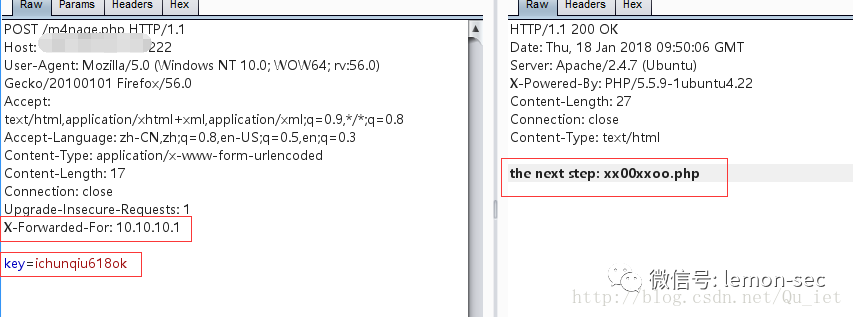 Raw Params Headers Hex
POST /m4nage.php HTTP/1.1
Host: 222
User-Agent: Mozilla/5.0 (Windows NT 10.0; WOW64; rv:56.0)
Gecko/20100101 Firefox/56.0
Accept:
text/html,application/xhtml+xml,application/xml;q=0.9,*/*;q=0.8
Accept-Language: zh-CN,zh;q=0.8,en-US;q=0.5,en;q=0.3
Content-Type: application/x-www-form-urlencoded
Content-Length: 17
Connection: close
Upgrade-Insecure-Requests: 1
X-Forwarded-For: 10.10.10.1
key=ichunqiu618ok
Raw Headers Hex
HTTP/1.1 200 OK
Date: Thu, 18 Jan 2018 09:50:06 GMT
Server: Apache/2.4.7 (Ubuntu)
X-Powered-By: PHP/5.5.9-1ubuntu4.22
Content-Length: 27
Connection: close
Content-Type: text/html
the next step: xx00xxoo.php
微信号: lemon-sec
http://blog.csdn.net/Qu_iet